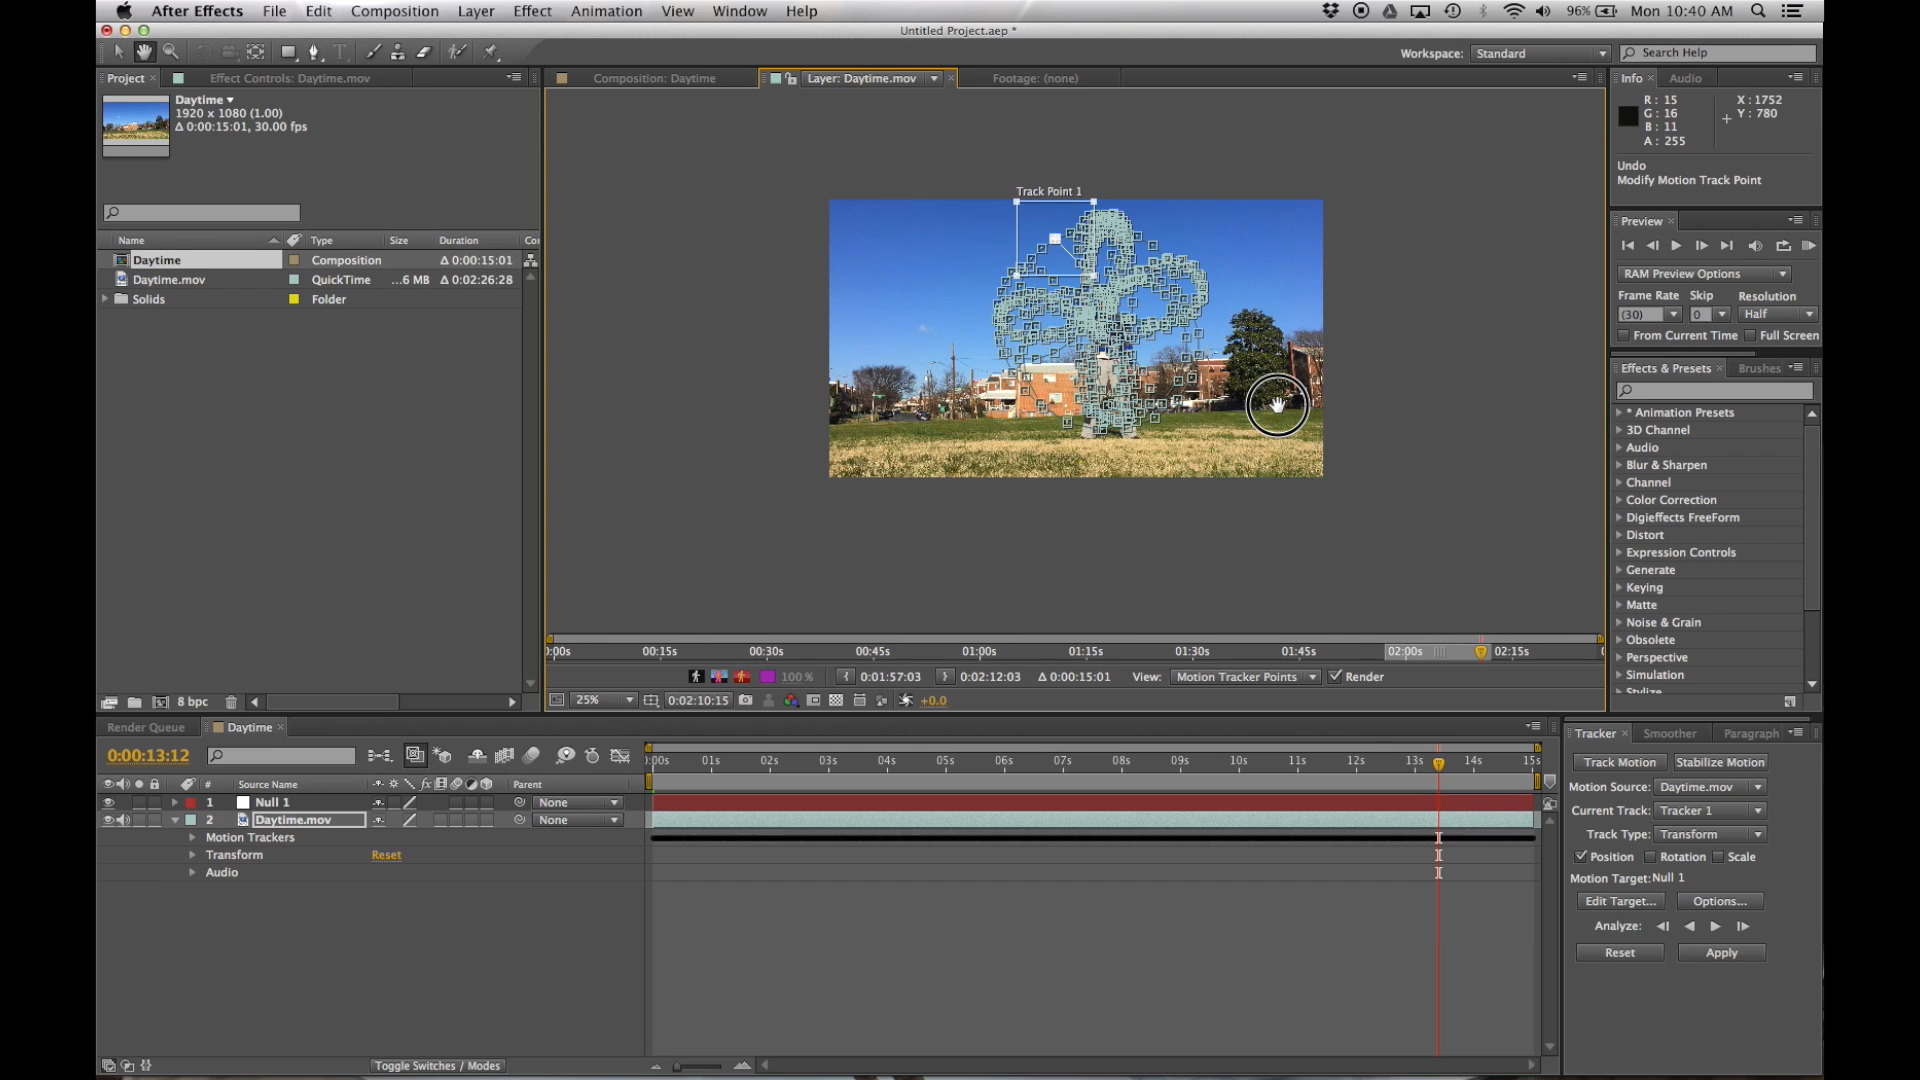 After Effects File Edit Composition Layer Effect Animation View Window Help 96% Mon 10:40 AM
Untitled Project.aep *
Workspace: Standard Search Help
Project Effect Controls: Daytime.mov
Composition: Daytime Layer: Daytime.mov Footage: (none)
Info Audio
Daytime
1920 x 1080 (1.00)
Δ 0:00:15:01, 30.00 fps
R: 15 X: 1752
G: 16 Y: 780
B: 11
A: 255
Undo
Modify Motion Track Point
Track Point 1
Preview
RAM Preview Options
Frame Rate Skip Resolution
(30) 0 Half
From Current Time Full Screen
Name Type Size Duration Co
Daytime Composition Δ 0:00:15:01
Daytime.mov QuickTime ...6 MB Δ 0:02:26:28
Solids Folder
Effects & Presets Brushes
* Animation Presets
3D Channel
Audio
Blur & Sharpen
Channel
Color Correction
Digieffects FreeForm
Distort
Expression Controls
Generate
Keying
Matte
Noise & Grain
Obsolete
Perspective
Simulation
Stylize
):00s 00:15s 00:30s 00:45s 01:00s 01:15s 01:30s 01:45s 02:00s 02:15s
100 % 0:01:57:03 0:02:12:03 Δ 0:00:15:01 View: Motion Tracker Points Render
25% 0:02:10:15 +0.0
8 bpc
Render Queue Daytime
0:00:13:12
):00s 01s 02s 03s 04s 05s 06s 07s 08s 09s 10s 11s 12s 13s 14s 15s
# Source Name fx Parent
1 Null 1 None
2 Daytime.mov None
Motion Trackers
Transform Reset
Audio
Toggle Switches / Modes
Tracker Smoother Paragraph
Track Motion Stabilize Motion
Motion Source: Daytime.mov
Current Track: Tracker 1
Track Type: Transform
Position Rotation Scale
Motion Target: Null 1
Edit Target... Options...
Analyze:
Reset Apply